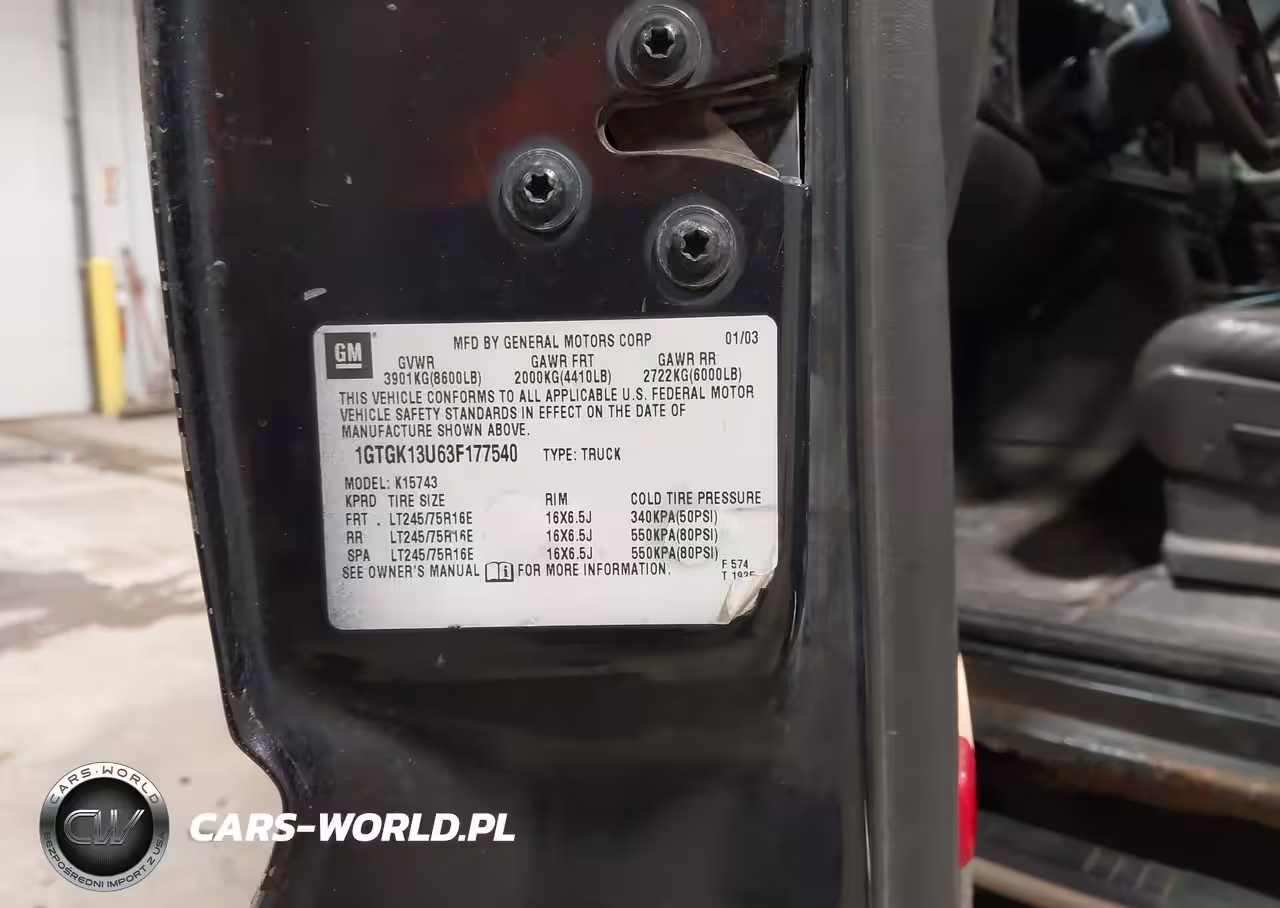 GM
MFD BY GENERAL MOTORS CORP 01/03
GVWR GAWR FRT GAWR RR
3901KG(8600LB) 2000KG(4410LB) 2722KG(6000LB)
THIS VEHICLE CONFORMS TO ALL APPLICABLE U.S. FEDERAL MOTOR
VEHICLE SAFETY STANDARDS IN EFFECT ON THE DATE OF
MANUFACTURE SHOWN ABOVE.
1GTGK13U63F177540 TYPE: TRUCK
MODEL: K15743
KPRD TIRE SIZE RIM COLD TIRE PRESSURE
FRT . LT245/75R16E 16X6.5J 340KPA(50PSI)
RR LT245/75R16E 16X6.5J 550KPA(80PSI)
SPA LT245/75R16E 16X6.5J 550KPA(80PSI)
SEE OWNER'S MANUAL FOR MORE INFORMATION.
F 574
CARS-WORLD
CW
BEZPOŚREDNI IMPORT Z USA
CARS-WORLD.PL